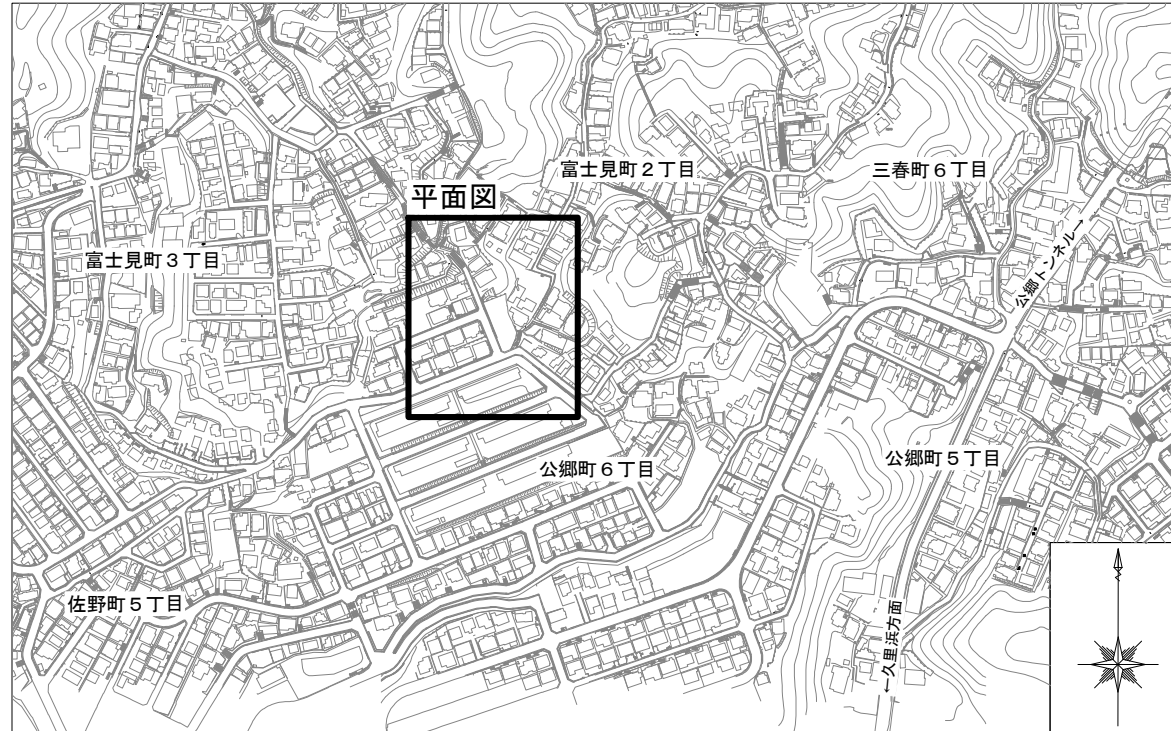 富士見町２丁目
三春町６丁目
平面図
富士見町３丁目
公郷トンネル→
公郷町６丁目
公郷町５丁目
佐野町５丁目
←久里浜方面